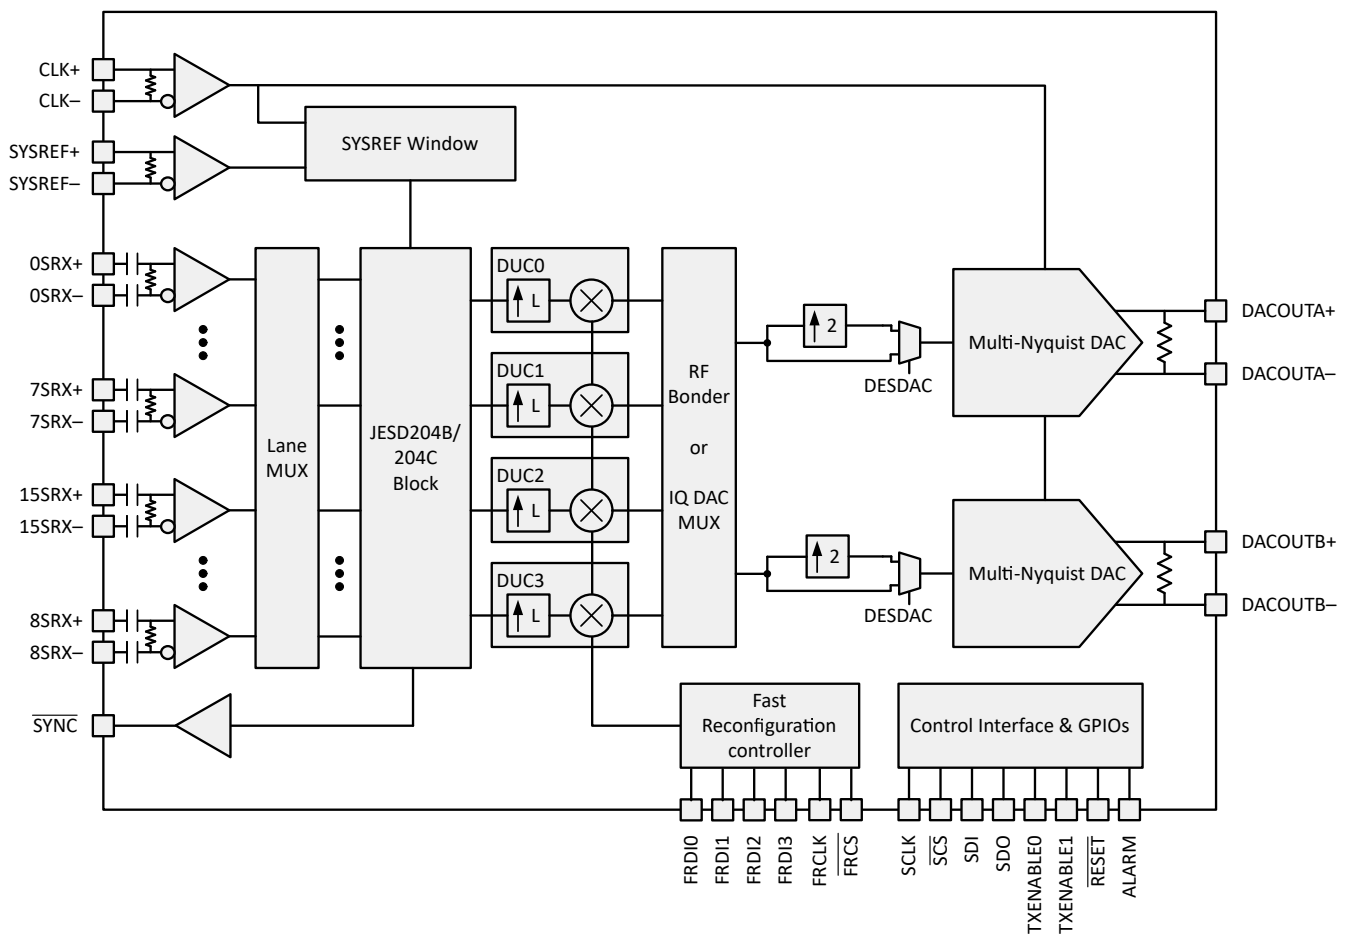 CLK+
CLK–
SYSREF+
SYSREF–
SYSREF Window
0SRX+
0SRX–
7SRX+
7SRX–
15SRX+
15SRX–
8SRX+
8SRX–
SYNC
Lane
MUX
JESD204B/
204C
Block
DUC0
L
DUC1
L
DUC2
L
DUC3
L
RF
Bonder
or
IQ DAC
MUX
2
DESDAC
Multi-Nyquist DAC
DACOUTA+
DACOUTA–
2
DESDAC
Multi-Nyquist DAC
DACOUTB+
DACOUTB–
Fast
Reconfiguration
controller
Control Interface & GPIOs
FRDI0
FRDI1
FRDI2
FRDI3
FRCLK
FRCS
SCLK
SCS
SDI
SDO
TXENABLE0
TXENABLE1
RESET
ALARM